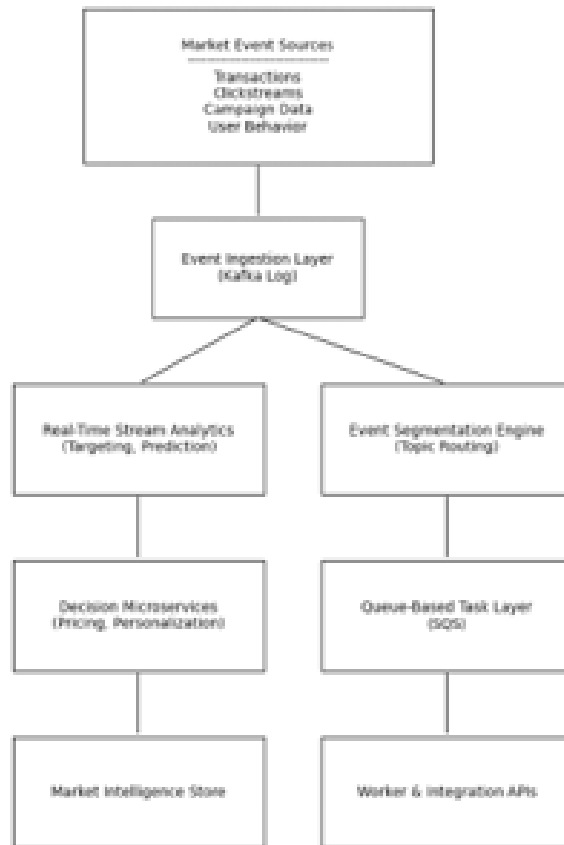 Market Event Sources
--------------------------
Transactions
Clickstreams
Campaign Data
User Behavior
Event Ingestion Layer
(Kafka Log)
Real-Time Stream Analytics
(Targeting, Prediction)
Event Segmentation Engine
(Topic Routing)
Decision Microservices
(Pricing, Personalization)
Queue-Based Task Layer
(SQS)
Market Intelligence Store
Worker & Integration APIs